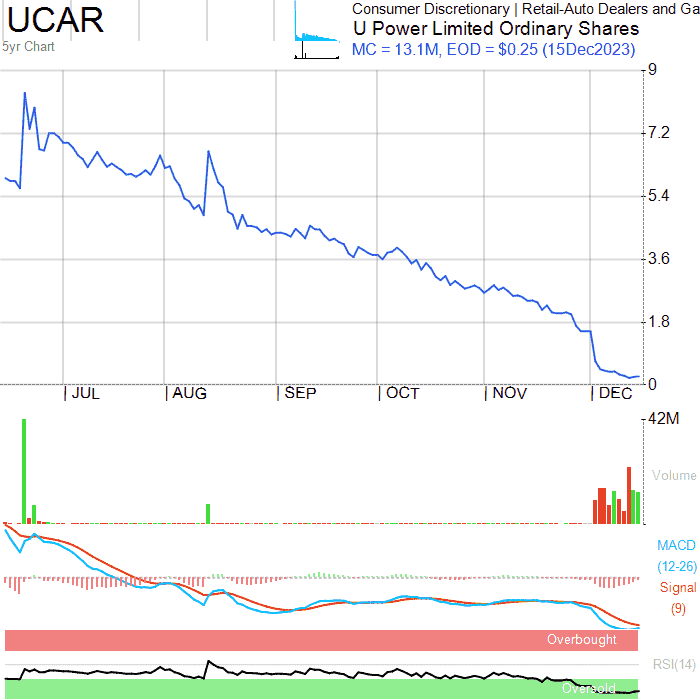 UCAR
5yr Chart
Consumer Discretionary | Retail-Auto Dealers and Ga
U Power Limited Ordinary Shares
MC = 13.1M, EOD = $0.25 (15Dec2023)
9
7.2
5.4
3.6
1.8
0
JUL AUG SEP OCT NOV DEC
42M
Volume
MACD
(12-26)
Signal
(9)
Overbought
RSI(14)
Oversold